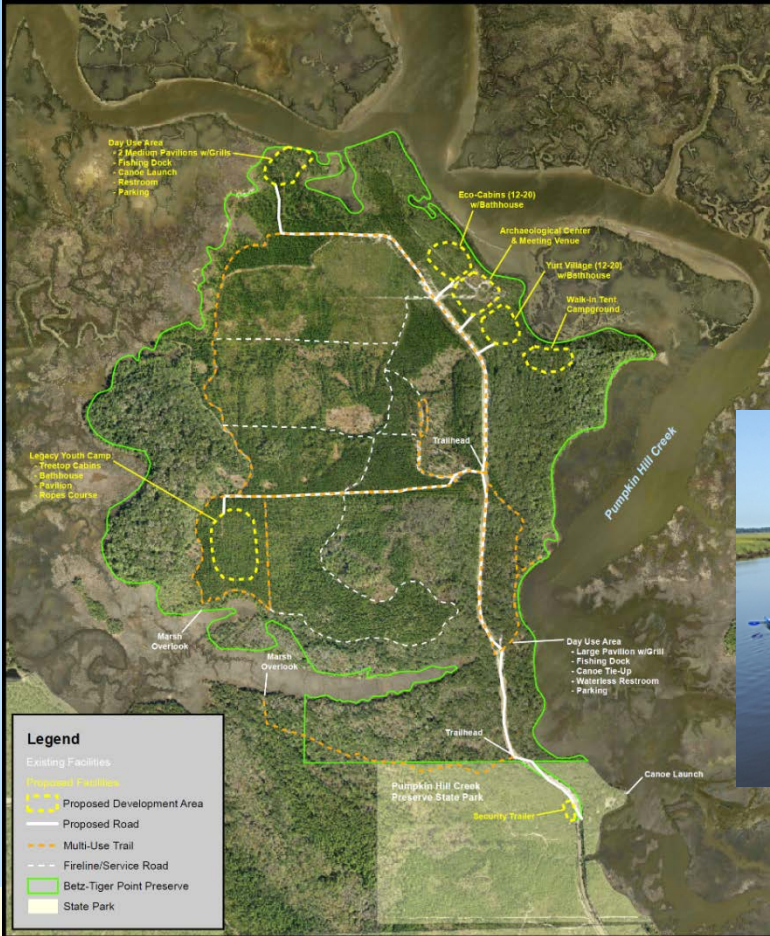 Day Use Area
- 2 Medium Pavilions w/Grills
- Fishing Dock
- Canoe Launch
- Restroom
- Parking
Eco-Cabins (12-20)
w/Bathhouse
Archaeological Center
& Meeting Venue
Yurt Village (12-20)
w/Bathhouse
Walk-In Tent
Campground
Trailhead
Pumpkin Hill Creek
Legacy Youth Camp
- Treetop Cabins
- Bathhouse
- Pavilion
- Ropes Course
Marsh
Overlook
Marsh
Overlook
Day Use Area
- Large Pavilion w/Grill
- Fishing Dock
- Canoe Tie-Up
- Waterless Restroom
- Parking
Trailhead
Canoe Launch
Pumpkin Hill Creek
Preserve State Park
Security Trailer
Legend
Existing Facilities
Proposed Facilities
Proposed Development Area
Proposed Road
Multi-Use Trail
Fireline/Service Road
Betz-Tiger Point Preserve
State Park